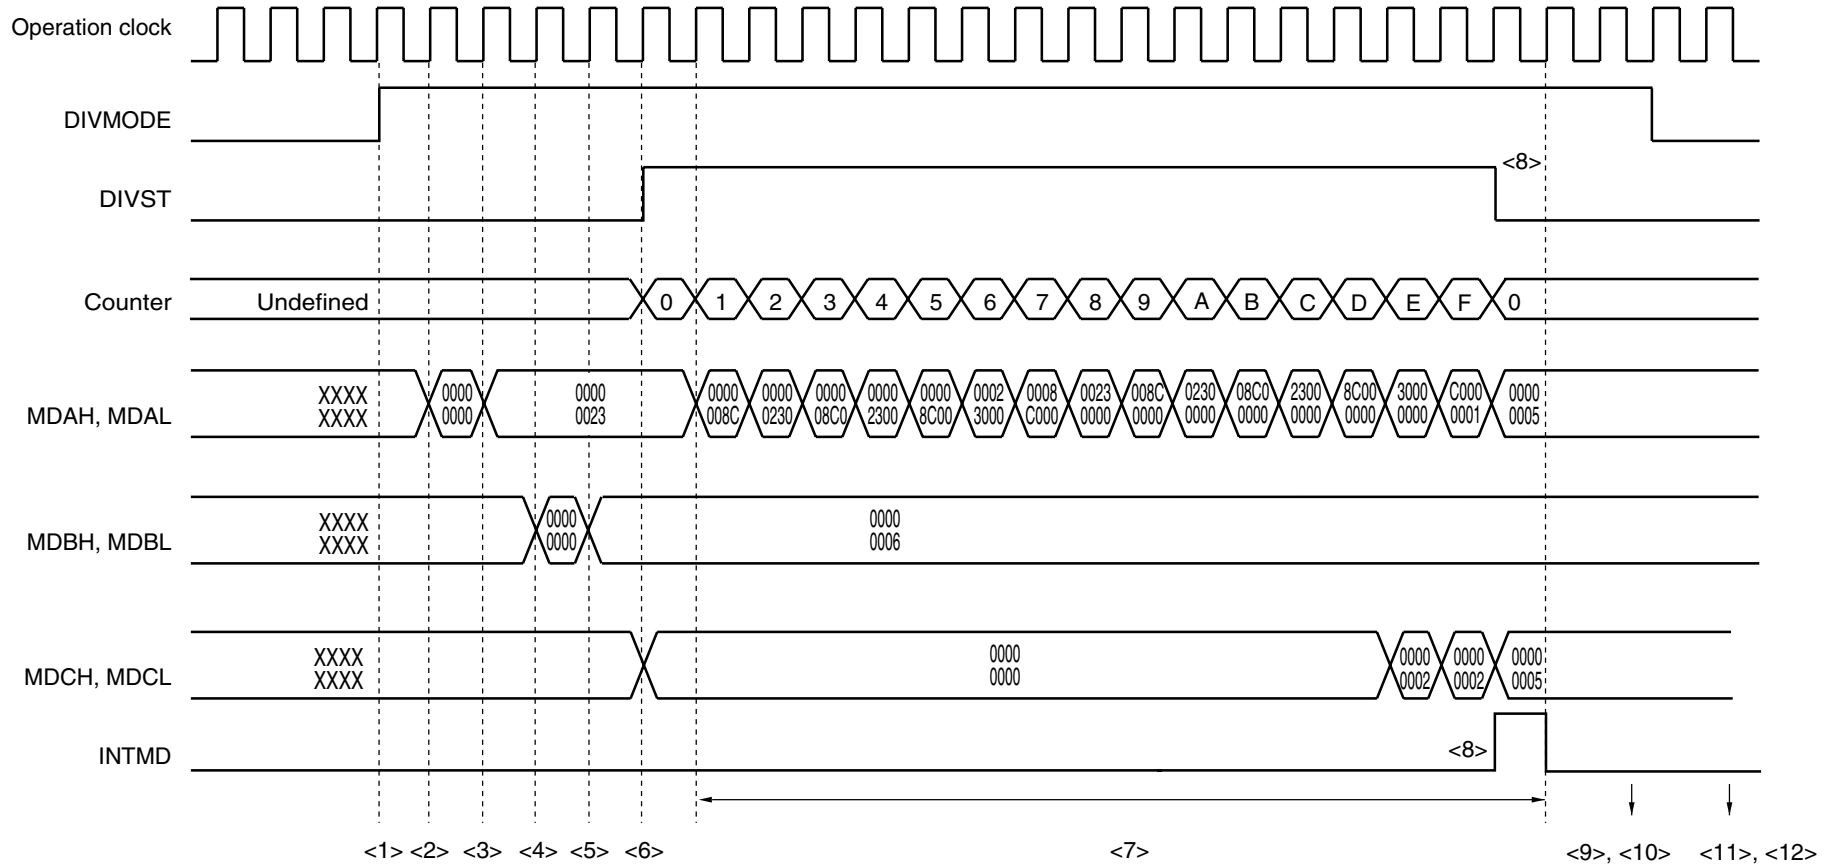 Operation clock
DIVMODE
DIVST
<8>
Counter
Undefined
0 1 2 3 4 5 6 7 8 9 A B C D E F 0
MDAH, MDAL
XXXX 0000 0000 0000 0000 0000 0000 0000 0002 0008 0023 008C 0230 08C0 2300 8C00 3000 C000 0000
XXXX 0000 0023 008C 0230 08C0 2300 8C00 3000 C000 0000 0000 0000 0000 0000 0000 0000 0001 0005
MDBH, MDBL
XXXX 0000 0000
XXXX 0000 0006
MDCH, MDCL
XXXX 0000 0000 0000 0000
XXXX 0000 0002 0002 0005
INTMD
<8>
<1> <2> <3> <4> <5> <6> <7> <9>, <10> <11>, <12>